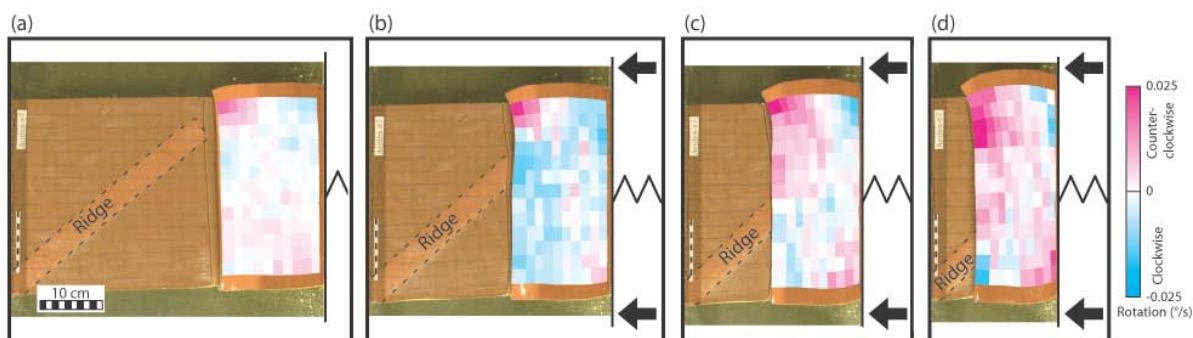 (a)
(b)
(c)
(d)
Ridge
Ridge
Ridge
Ridge
10 cm
0.025
Counter-
clockwise
0
Clockwise
-0.025
Rotation (°/s)